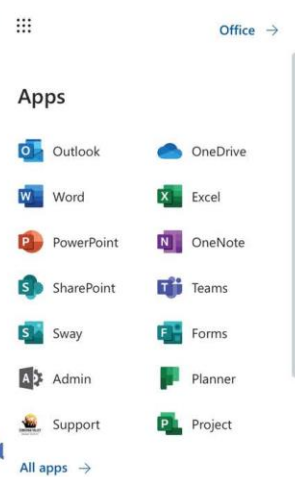 Office →
Apps
Outlook OneDrive
Word Excel
PowerPoint OneNote
SharePoint Teams
Sway Forms
Admin Planner
Support Project
All apps →